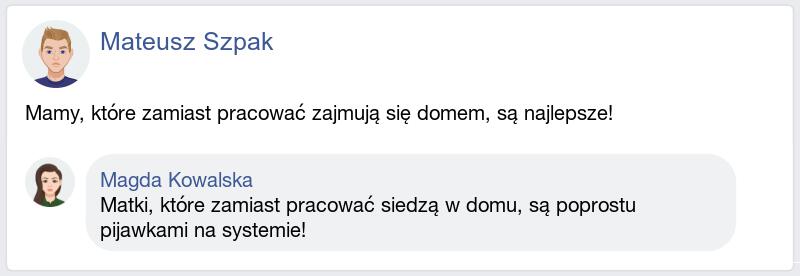 Mateusz Szpak
Mamy, które zamiast pracować zajmują się domem, są najlepsze!
Magda Kowalska
Matki, które zamiast pracować siedzą w domu, są poprostu
pijawkami na systemie!